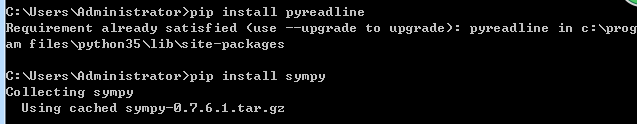 C:\Users\Administrator>pip install pyreadline
Requirement already satisfied (use --upgrade to upgrade): pyreadline in c:\prog
am files\python35\lib\site-packages
C:\Users\Administrator>pip install sympy
Collecting sympy
  Using cached sympy-0.7.6.1.tar.gz